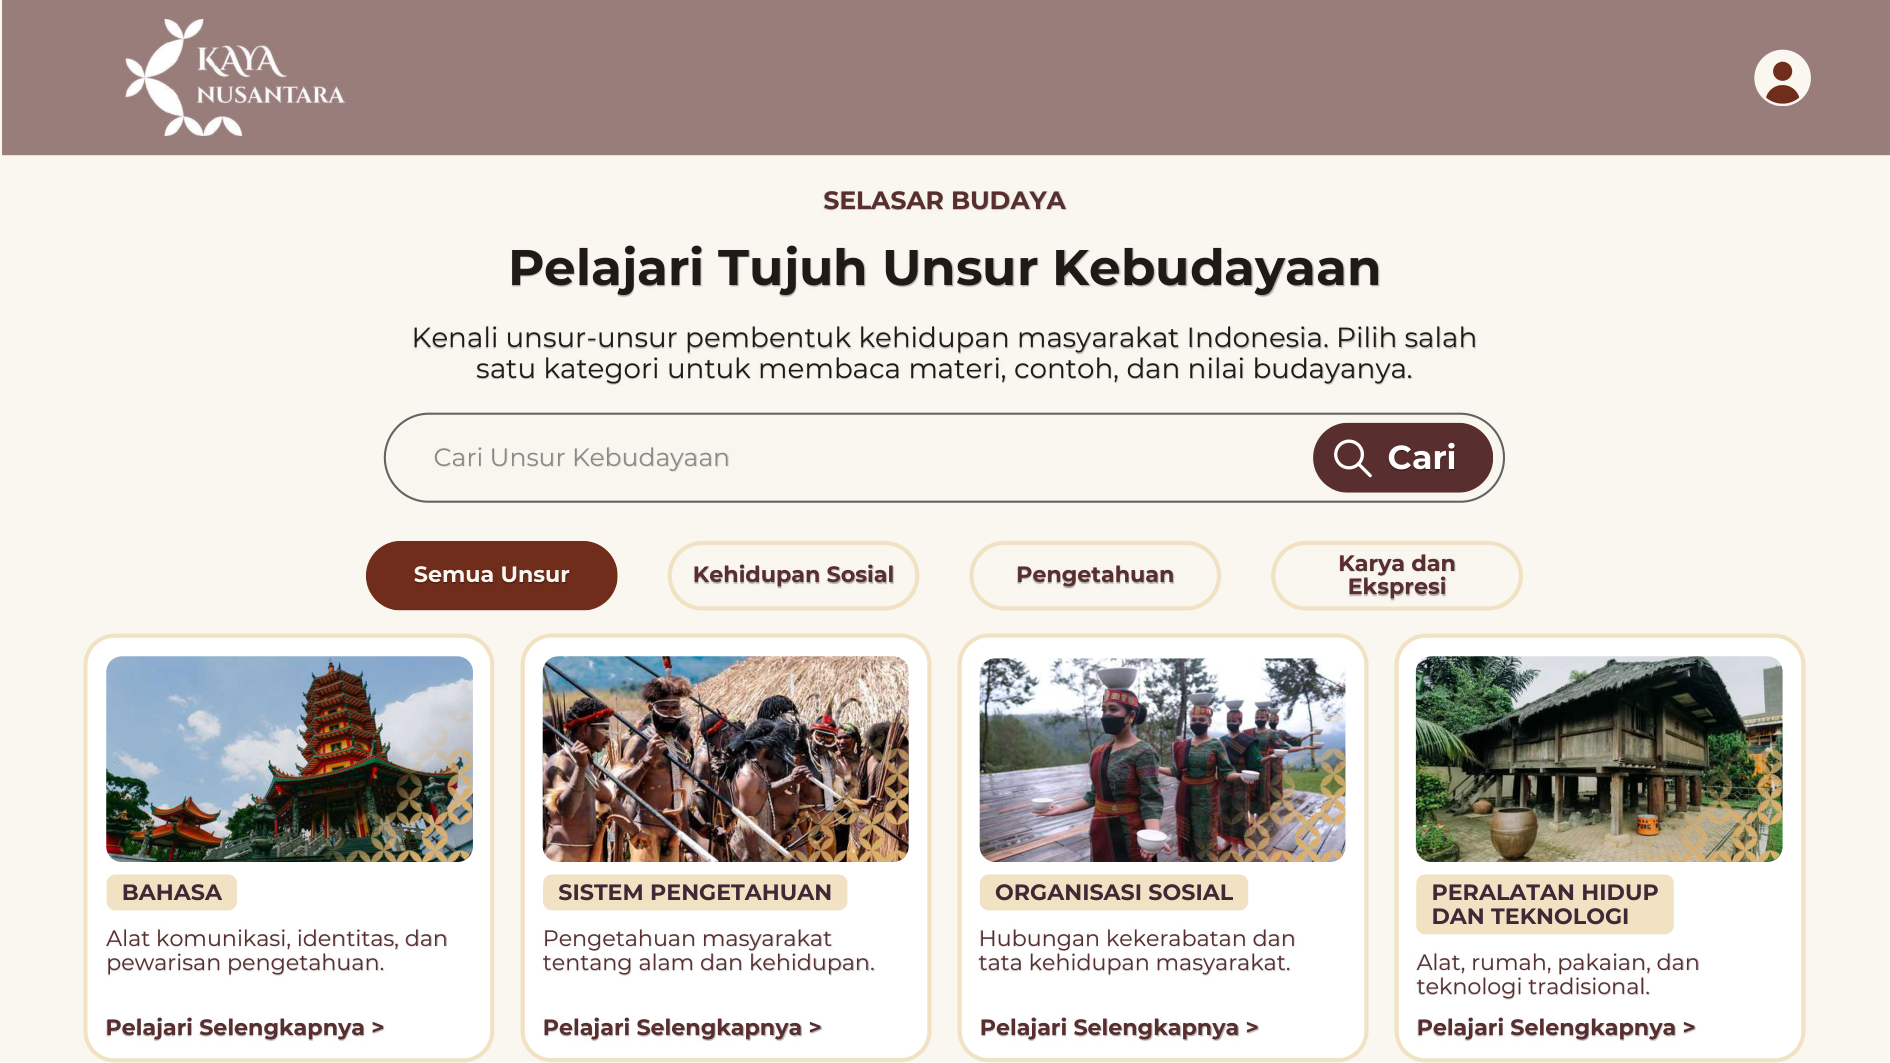 KAYA
NUSANTARA
SELASAR BUDAYA
Pelajari Tujuh Unsur Kebudayaan
Kenali unsur-unsur pembentuk kehidupan masyarakat Indonesia. Pilih salah
satu kategori untuk membaca materi, contoh, dan nilai budayanya.
Cari Unsur Kebudayaan
Cari
Semua Unsur
Kehidupan Sosial
Pengetahuan
Karya dan
Ekspresi
BAHASA
Alat komunikasi, identitas, dan
pewarisan pengetahuan.
Pelajari Selengkapnya >
SISTEM PENGETAHUAN
Pengetahuan masyarakat
tentang alam dan kehidupan.
Pelajari Selengkapnya >
ORGANISASI SOSIAL
Hubungan kekerabatan dan
tata kehidupan masyarakat.
Pelajari Selengkapnya >
PERALATAN HIDUP
DAN TEKNOLOGI
Alat, rumah, pakaian, dan
teknologi tradisional.
Pelajari Selengkapnya >